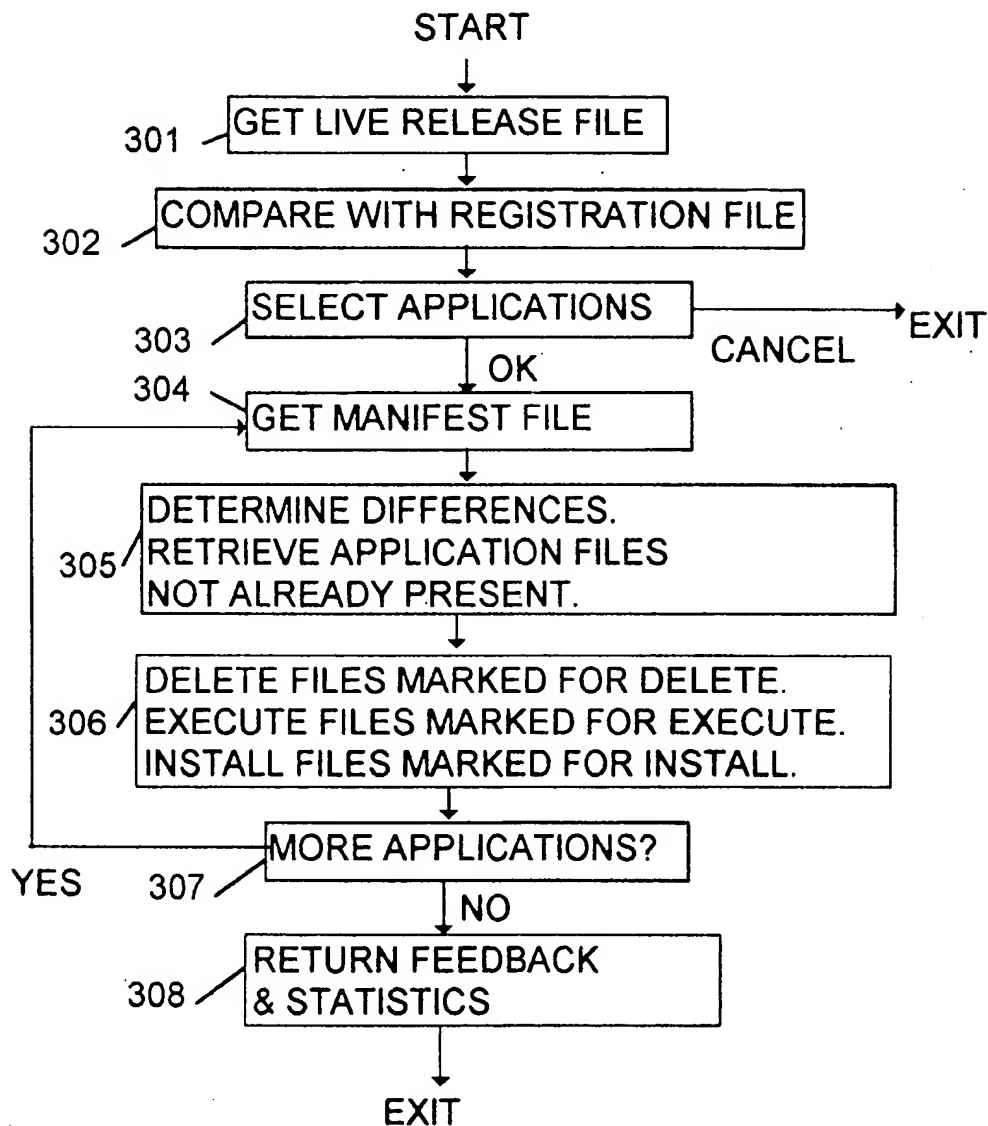 START
301
GET LIVE RELEASE FILE
302
COMPARE WITH REGISTRATION FILE
303
SELECT APPLICATIONS
CANCEL
EXIT
OK
304
GET MANIFEST FILE
305
DETERMINE DIFFERENCES.
RETRIEVE APPLICATION FILES
NOT ALREADY PRESENT.
306
DELETE FILES MARKED FOR DELETE.
EXECUTE FILES MARKED FOR EXECUTE.
INSTALL FILES MARKED FOR INSTALL.
307
MORE APPLICATIONS?
YES
NO
308
RETURN FEEDBACK
& STATISTICS
EXIT